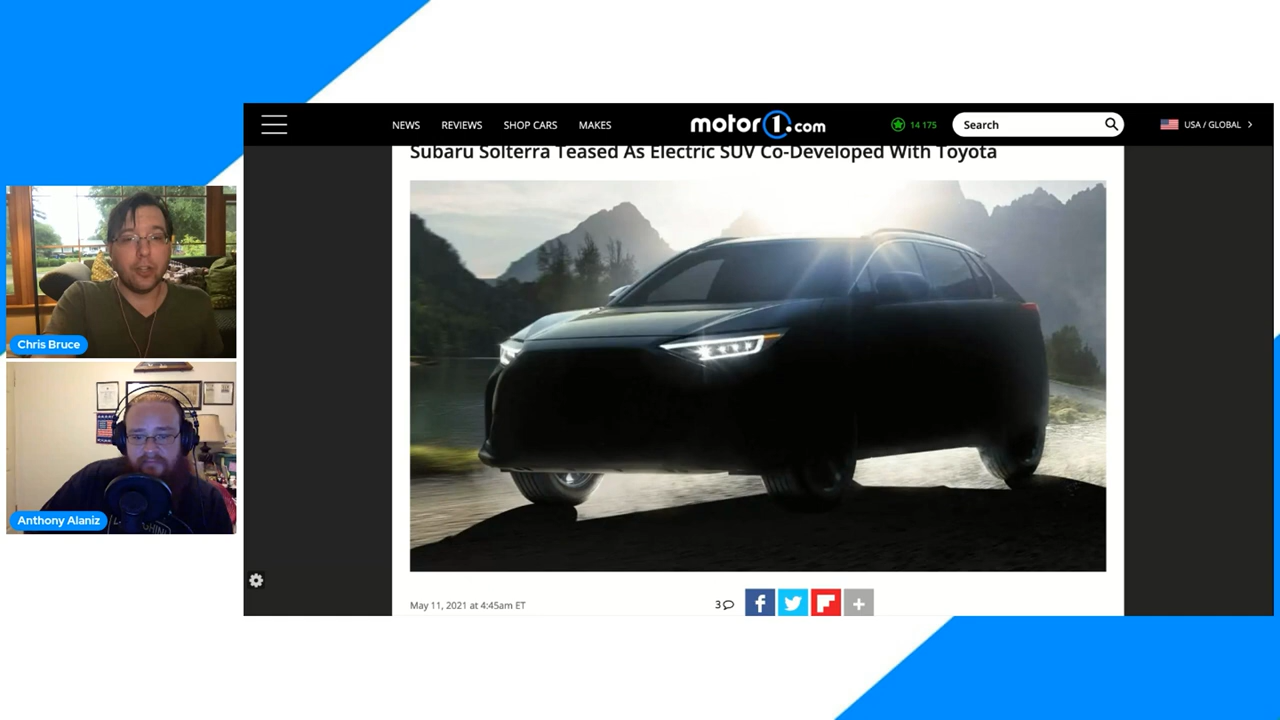 NEWS
REVIEWS
SHOP CARS
MAKES
motor1.com
14 175
Search
USA / GLOBAL
Subaru Solterra Teased As Electric SUV Co-Developed With Toyota
Chris Bruce
Anthony Alaniz
May 11, 2021 at 4:45am ET
3